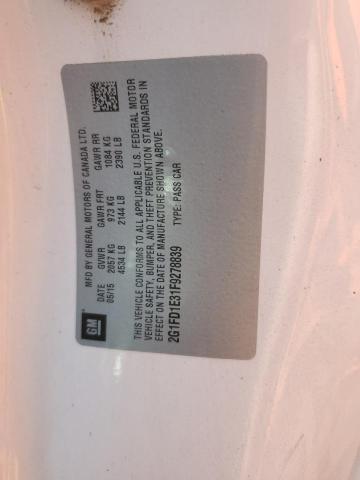 GM
MFD BY GENERAL MOTORS OF CANADA LTD.
DATE GVWR GAWR FRT GAWR RR
05/15 2057 KG 973 KG 1084 KG
4534 LB 2144 LB 2390 LB
THIS VEHICLE CONFORMS TO ALL APPLICABLE U.S. FEDERAL MOTOR
VEHICLE SAFETY, BUMPER, AND THEFT PREVENTION STANDARDS IN
EFFECT ON THE DATE OF MANUFACTURE SHOWN ABOVE.
2G1FD1E31F9278839 TYPE: PASS CAR